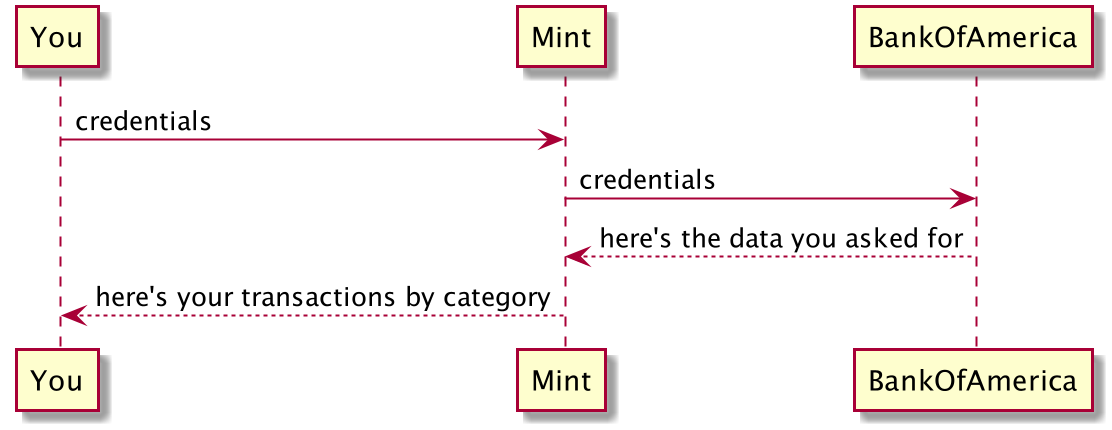 You
Mint
BankOfAmerica
credentials
credentials
here's the data you asked for
here's your transactions by category
You
Mint
BankOfAmerica